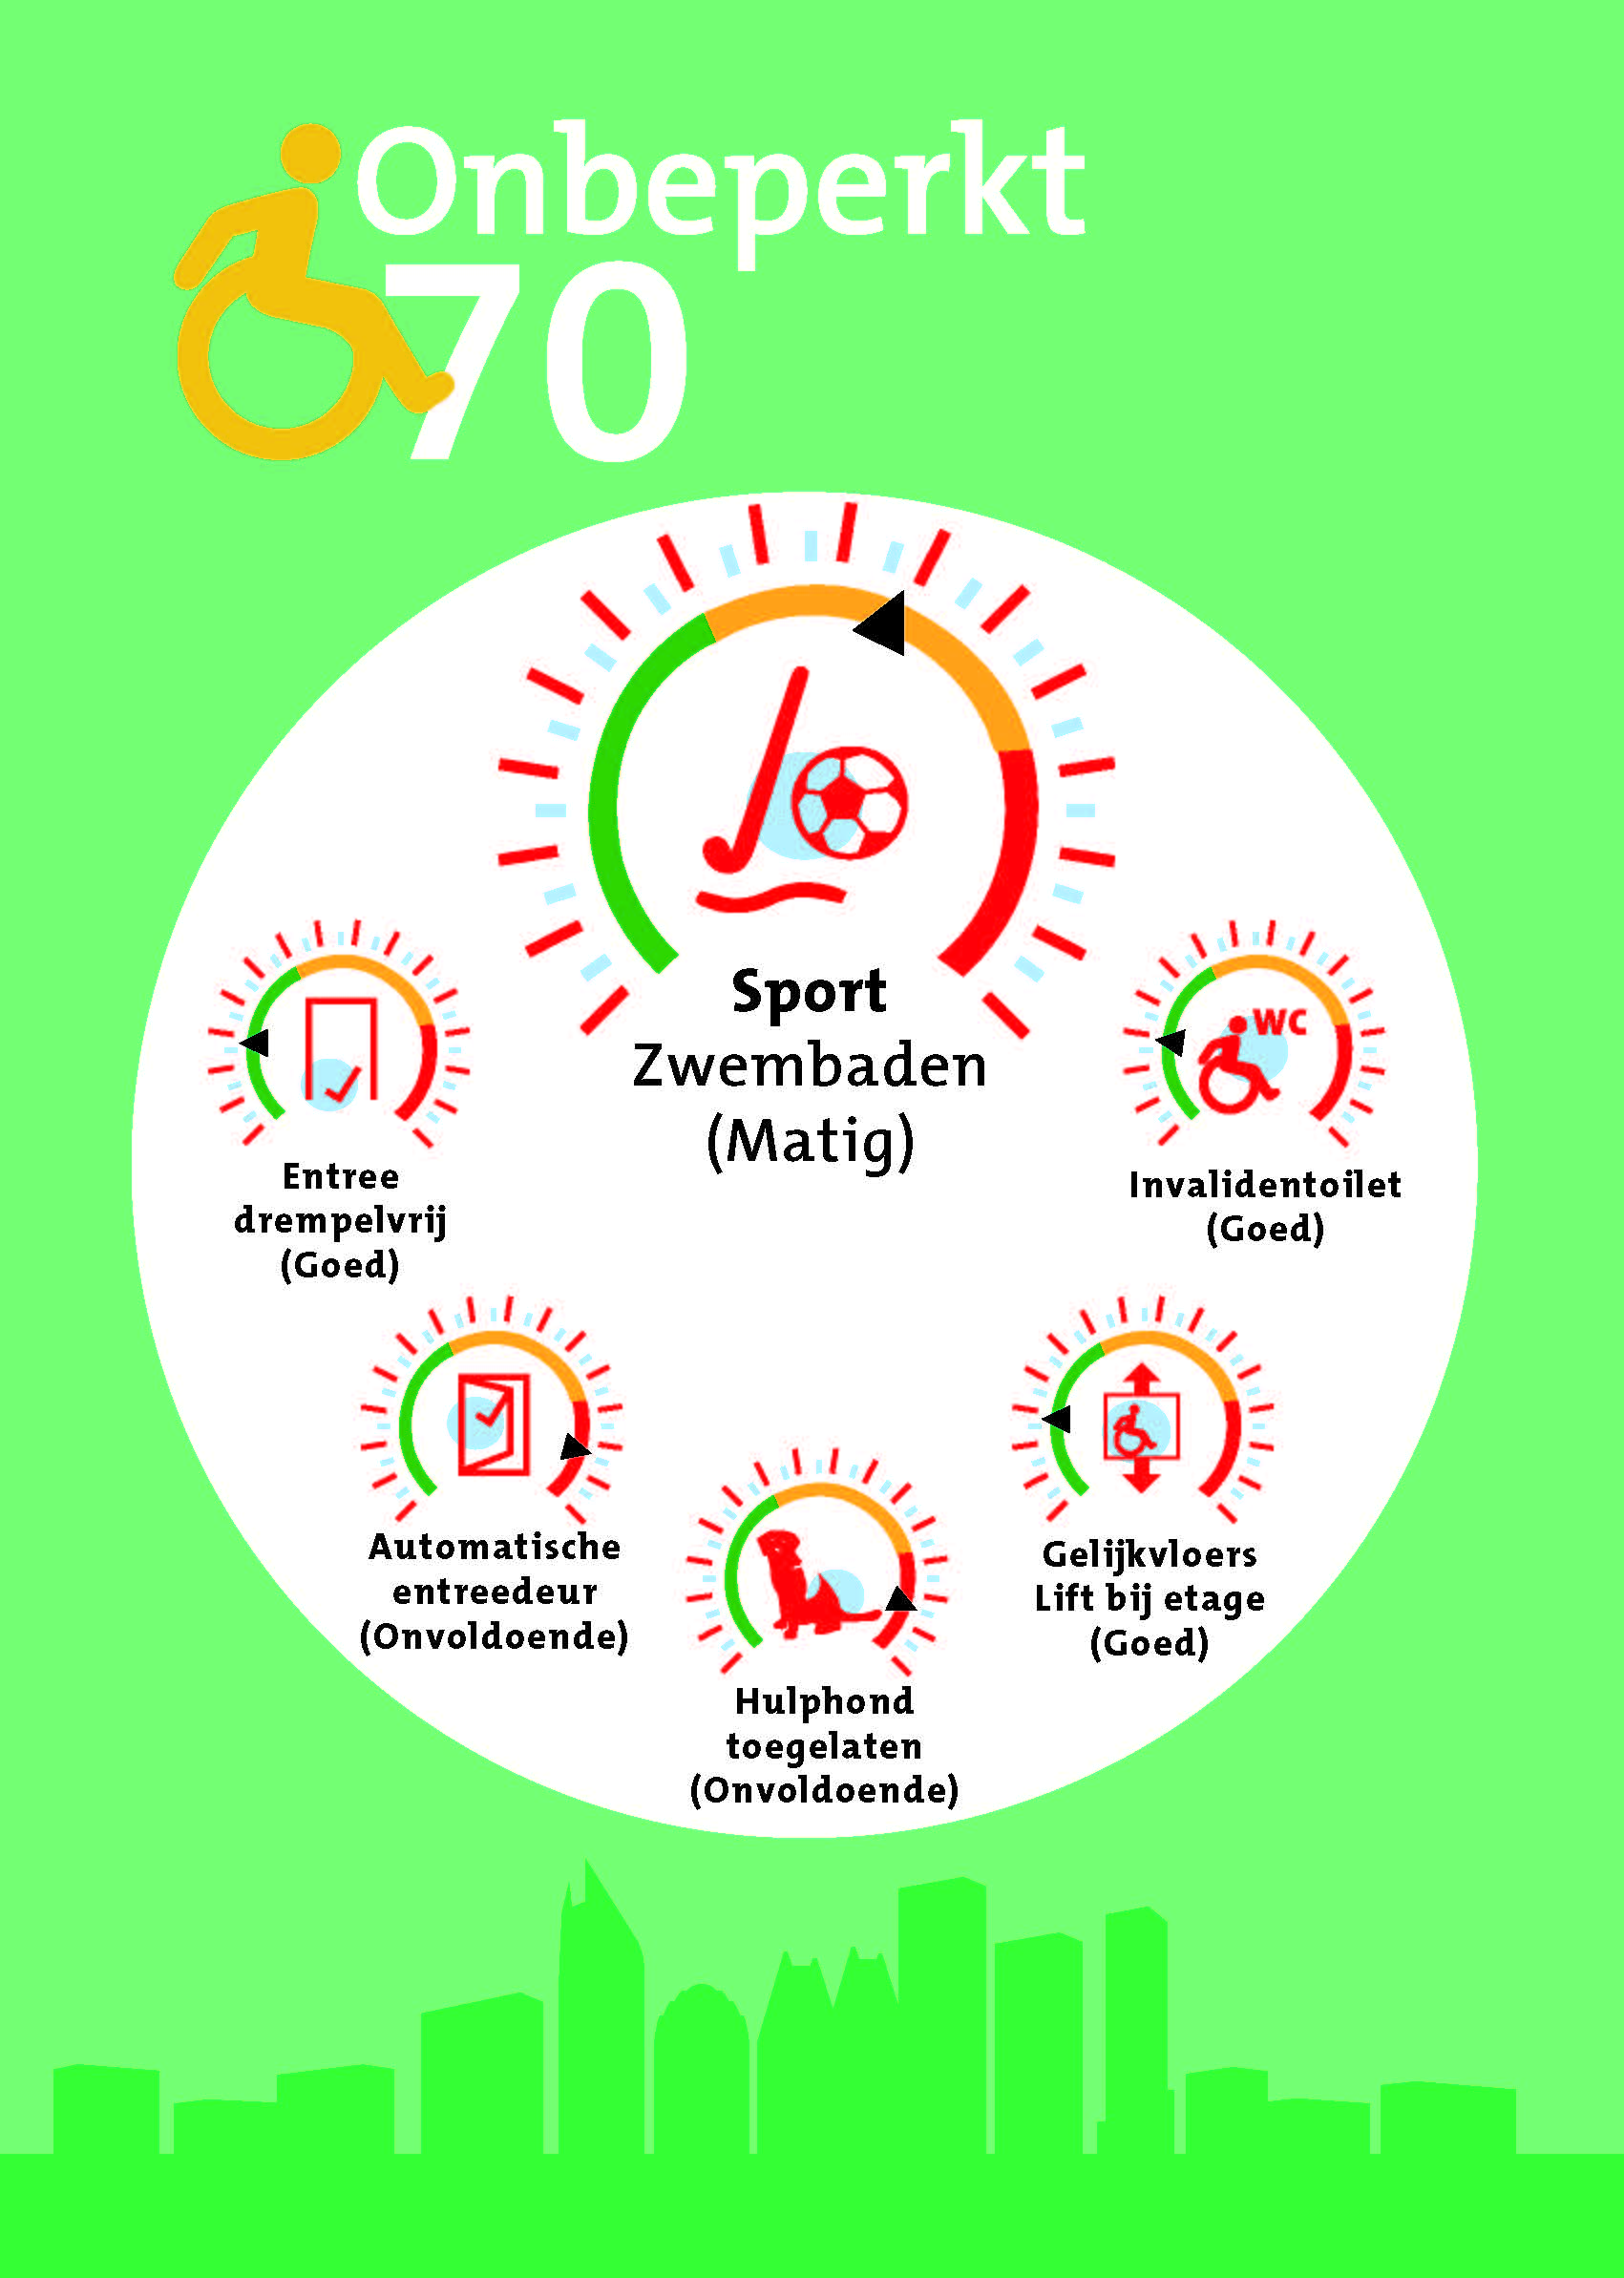 Onbeperkt
70
Sport
Zwembaden
(Matig)
Entree
drempelvrij
(Goed)
WC
Invalidentoilet
(Goed)
Automatische
entreedeur
(Onvoldoende)
Hulphond
toegelaten
(Onvoldoende)
Gelijkvloers
Lift bij etage
(Goed)